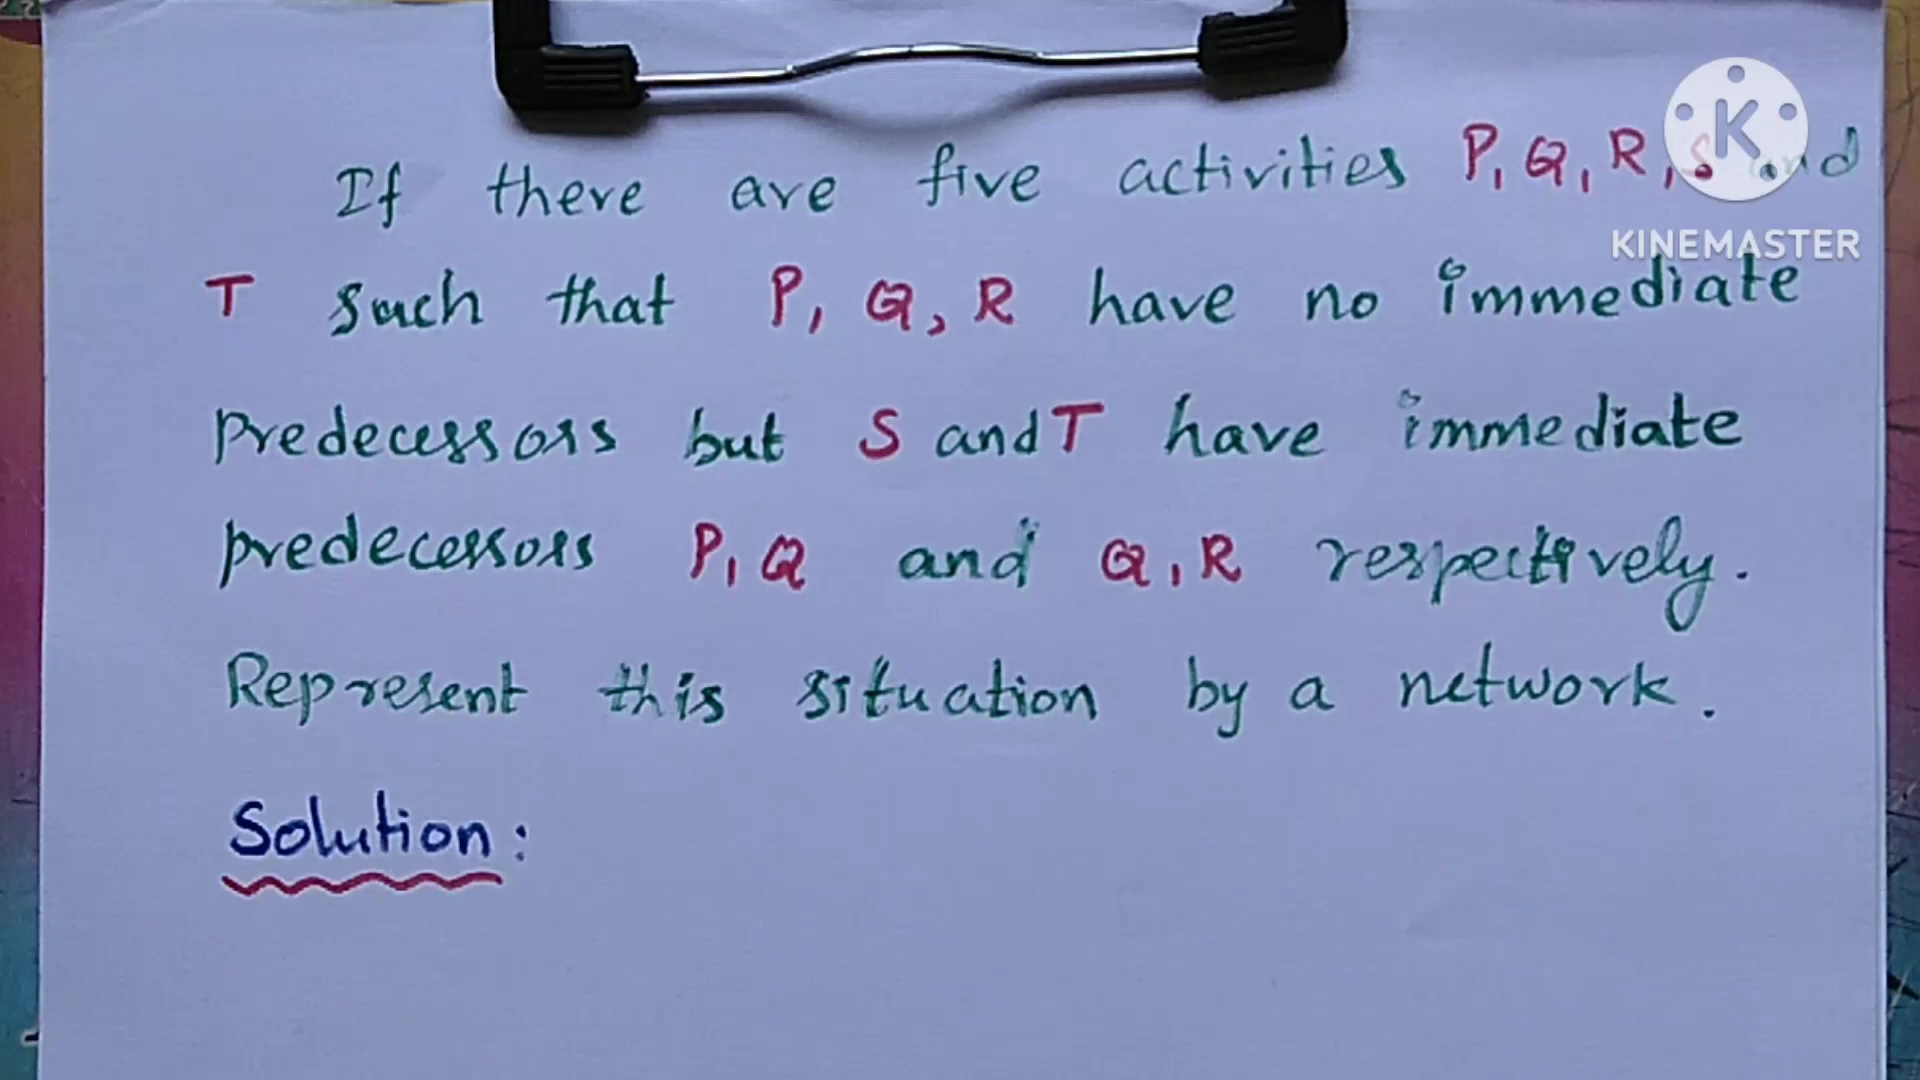 If there are five activities P, Q, R, S and
K
KINEMASTER
T such that P, Q, R have no immediate
predecessors but S and T have immediate
predecessors P, Q and Q, R respectively.
Represent this situation by a network.
Solution: